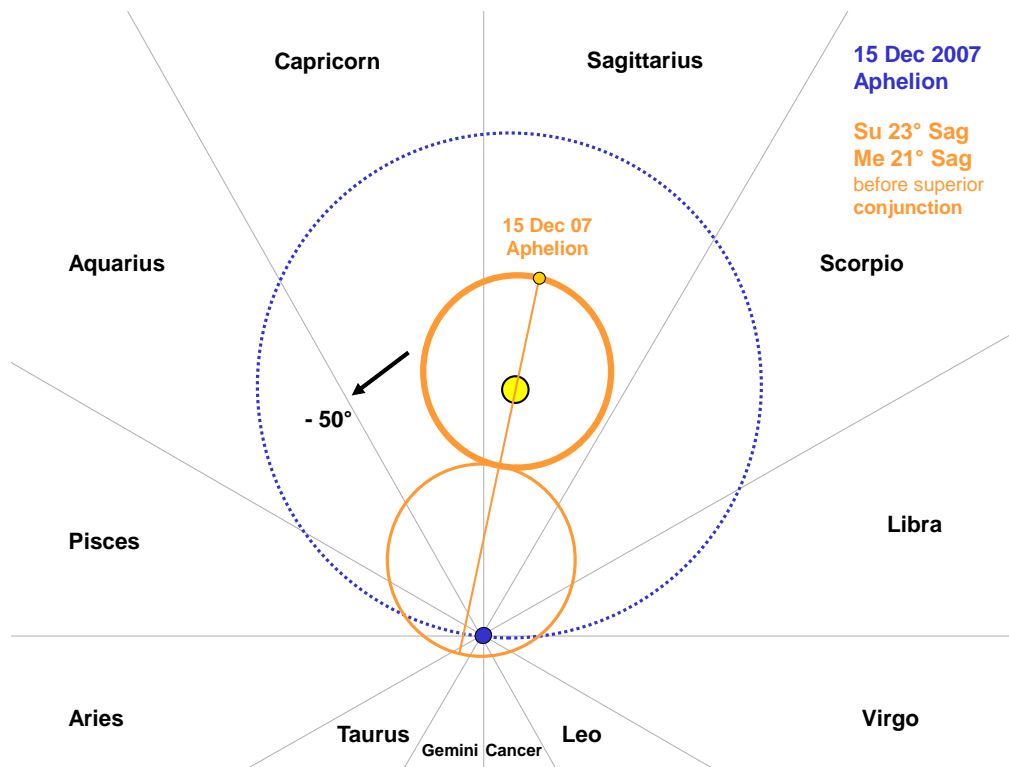 Capricorn
Sagittarius
15 Dec 2007
Aphelion
Su 23° Sag
Me 21° Sag
before superior
conjunction
15 Dec 07
Aphelion
Aquarius
Scorpio
- 50°
Pisces
Libra
Aries
Taurus
Gemini
Cancer
Leo
Virgo